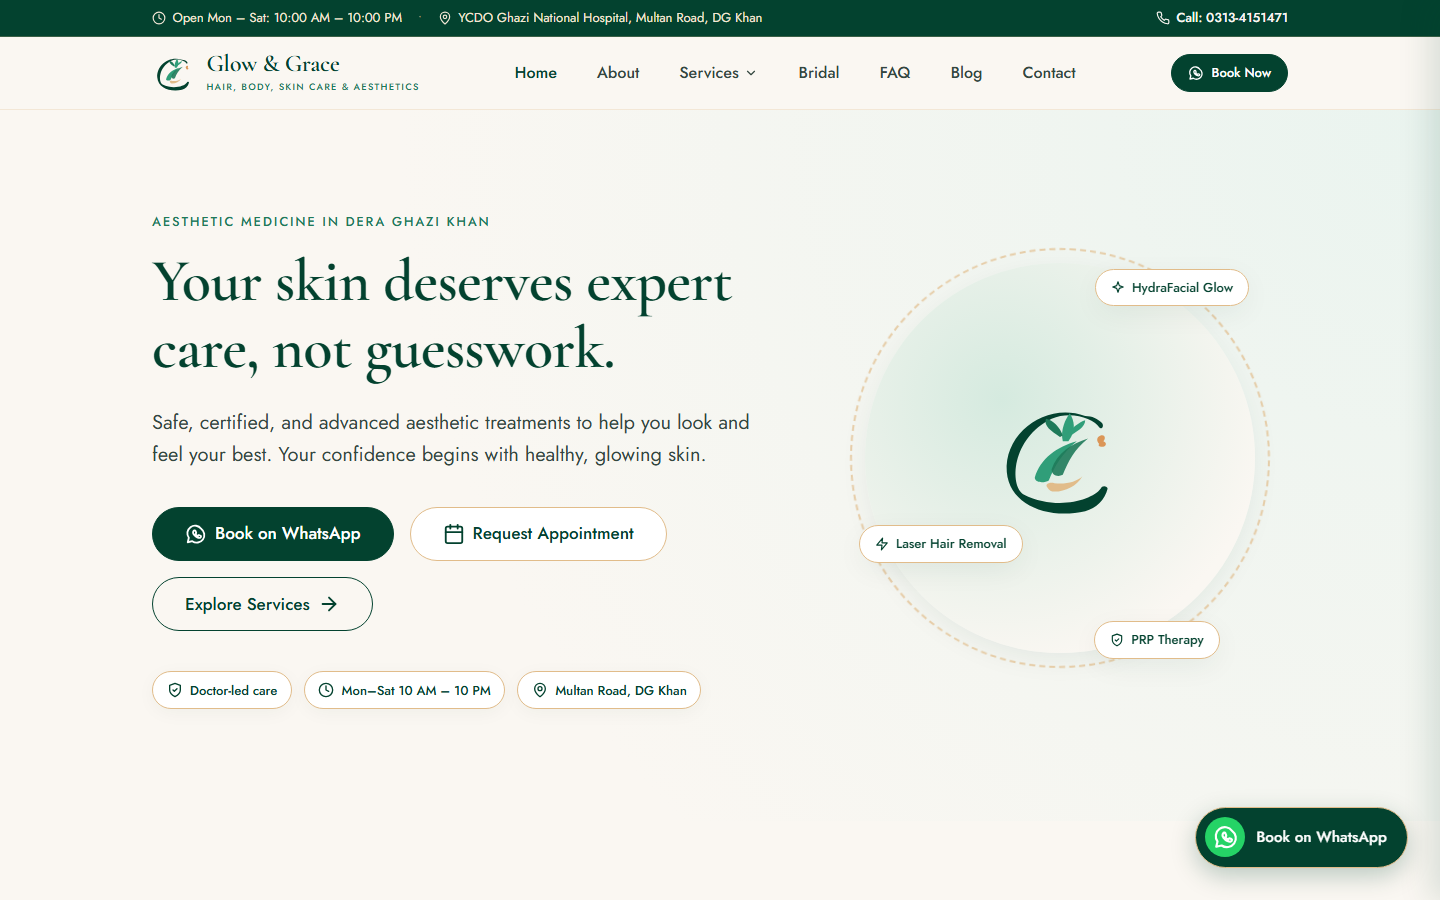 Open Mon – Sat: 10:00 AM – 10:00 PM · YCDO Ghazi National Hospital, Multan Road, DG Khan
Call: 0313-4151471
Glow & Grace
HAIR, BODY, SKIN CARE & AESTHETICS
Home
About
Services
Bridal
FAQ
Blog
Contact
Book Now
AESTHETIC MEDICINE IN DERA GHAZI KHAN
Your skin deserves expert
care, not guesswork.
Safe, certified, and advanced aesthetic treatments to help you look and
feel your best. Your confidence begins with healthy, glowing skin.
Book on WhatsApp
Request Appointment
Explore Services
Doctor-led care
Mon–Sat 10 AM – 10 PM
Multan Road, DG Khan
HydraFacial Glow
Laser Hair Removal
PRP Therapy
Book on WhatsApp